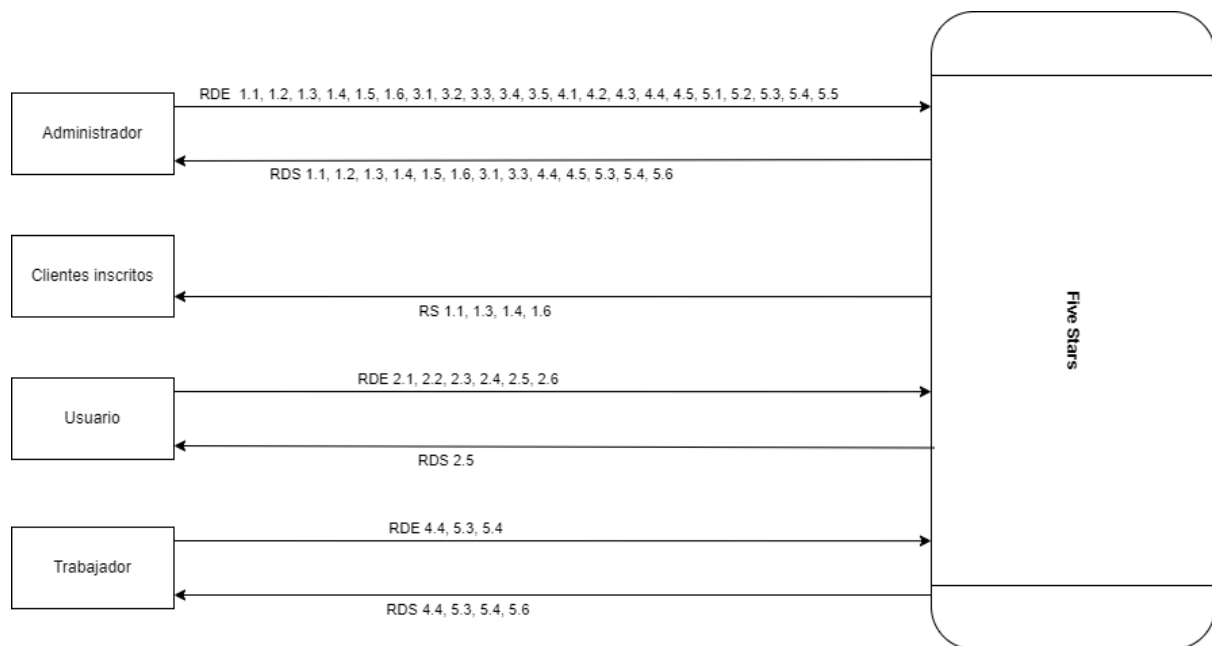 RDE 1.1, 1.2, 1.3, 1.4, 1.5, 1.6, 3.1, 3.2, 3.3, 3.4, 3.5, 4.1, 4.2, 4.3, 4.4, 4.5, 5.1, 5.2, 5.3, 5.4, 5.5
Administrador
RDS 1.1, 1.2, 1.3, 1.4, 1.5, 1.6, 3.1, 3.3, 4.4, 4.5, 5.3, 5.4, 5.6
Clientes inscritos
RS 1.1, 1.3, 1.4, 1.6
Five Stars
RDE 2.1, 2.2, 2.3, 2.4, 2.5, 2.6
Usuario
RDS 2.5
RDE 4.4, 5.3, 5.4
Trabajador
RDS 4.4, 5.3, 5.4, 5.6